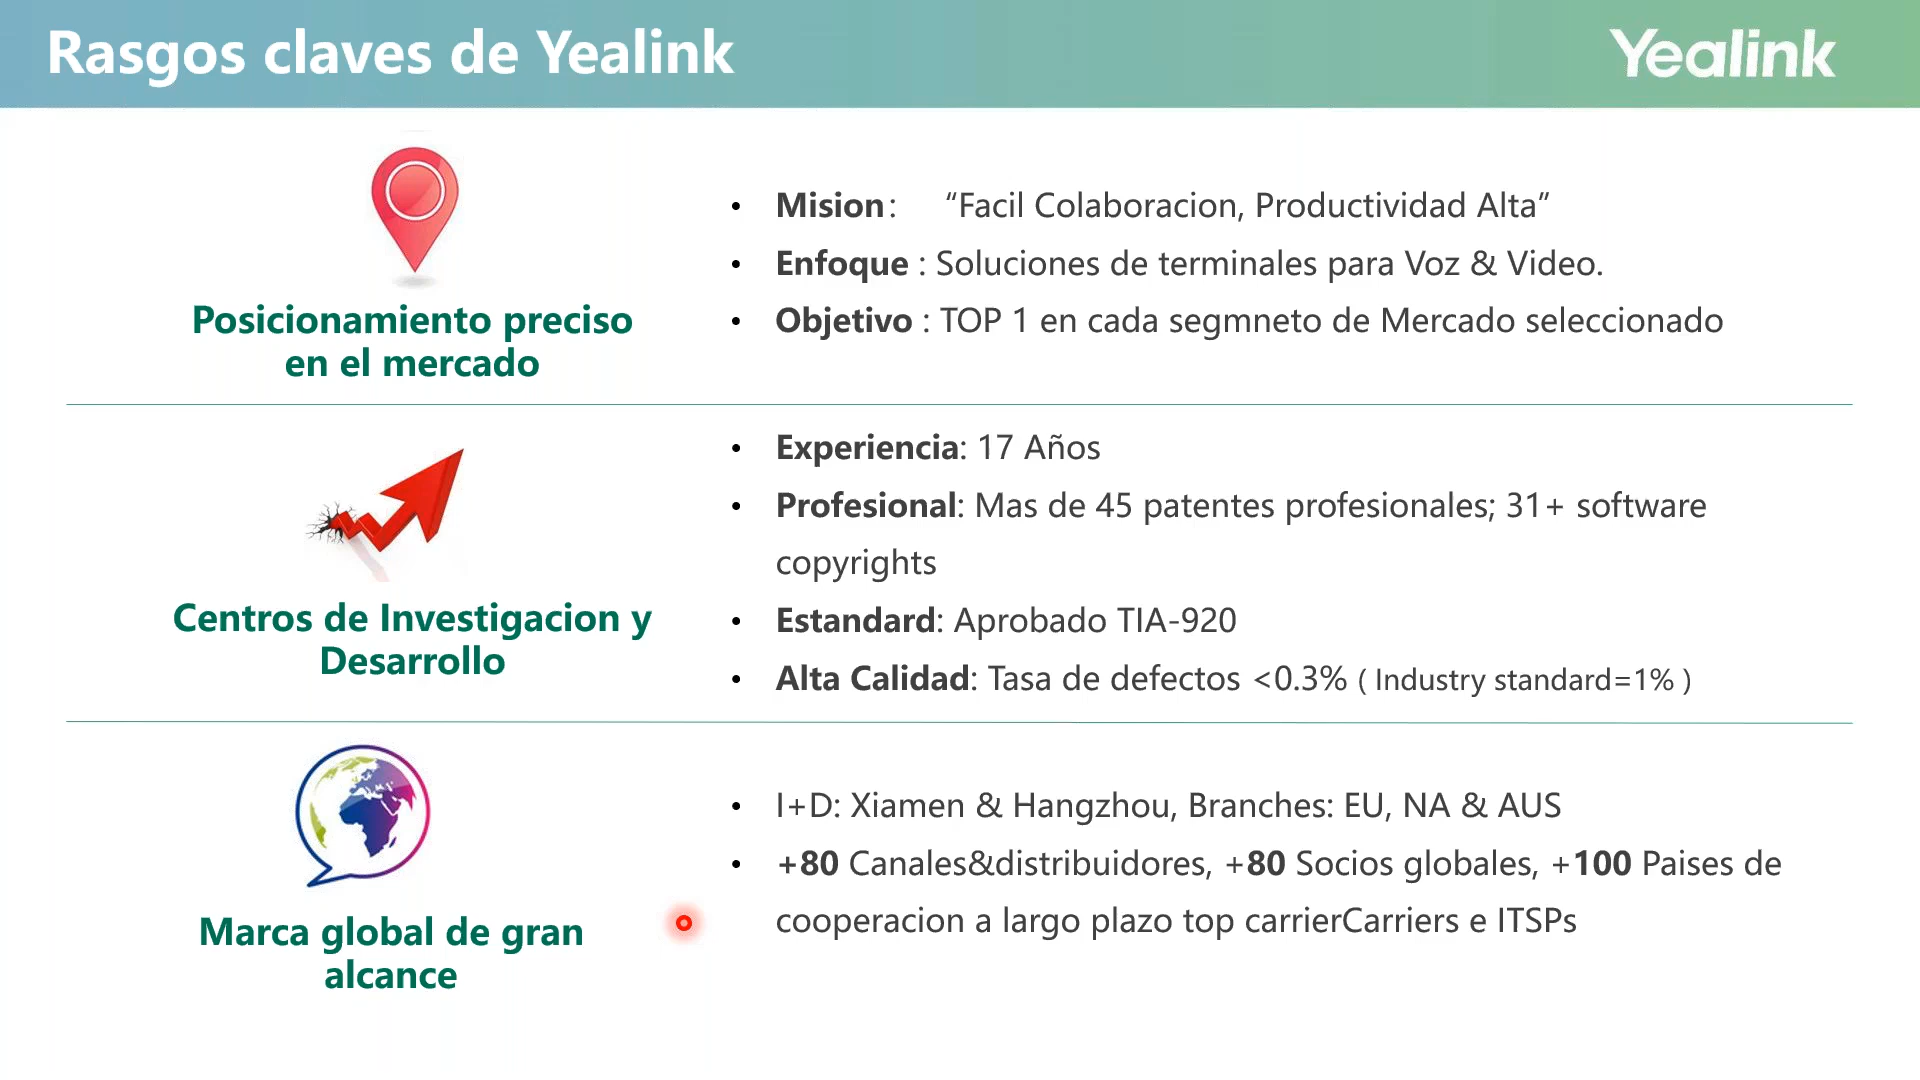 Rasgos claves de Yealink
Yealink
Posicionamiento preciso
en el mercado
• Mision: “Facil Colaboracion, Productividad Alta”
• Enfoque : Soluciones de terminales para Voz & Video.
• Objetivo : TOP 1 en cada segmneto de Mercado seleccionado
Centros de Investigacion y
Desarrollo
• Experiencia: 17 Años
• Profesional: Mas de 45 patentes profesionales; 31+ software
copyrights
• Estandard: Aprobado TIA-920
• Alta Calidad: Tasa de defectos <0.3% ( Industry standard=1% )
Marca global de gran
alcance
• I+D: Xiamen & Hangzhou, Branches: EU, NA & AUS
• +80 Canales&distribuidores, +80 Socios globales, +100 Paises de
cooperacion a largo plazo top carrierCarriers e ITSPs